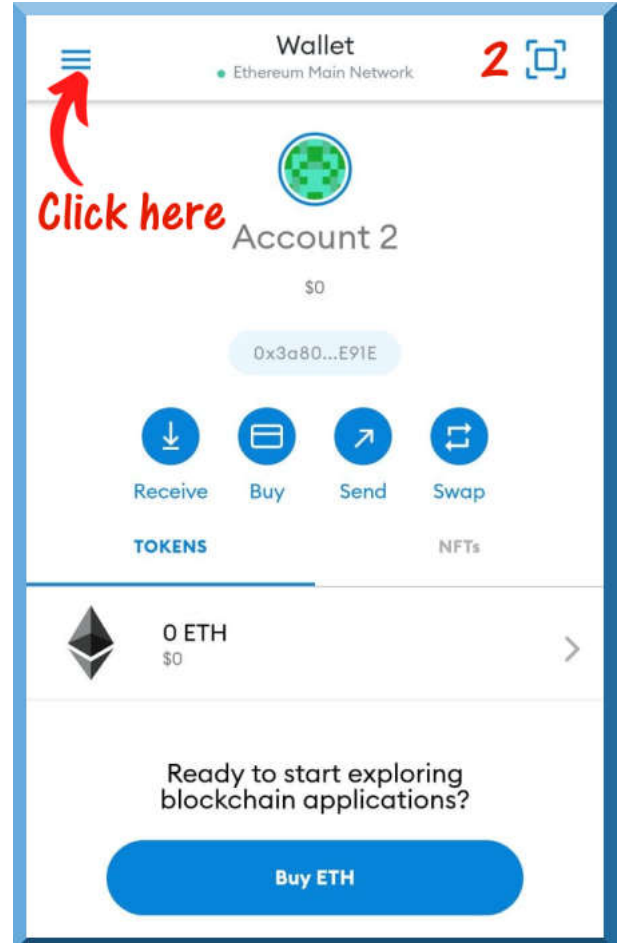 Wallet
Ethereum Main Network
2
Click here
Account 2
$0
0x3a80...E91E
Receive Buy Send Swap
TOKENS NFTs
0 ETH
$0
Ready to start exploring
blockchain applications?
Buy ETH